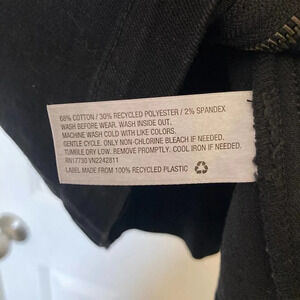 68% COTTON / 30% RECYCLED POLYESTER / 2% SPANDEX
WASH BEFORE WEAR. WASH INSIDE OUT.
MACHINE WASH COLD WITH LIKE COLORS.
GENTLE CYCLE. ONLY NON-CHLORINE BLEACH IF NEEDED.
TUMBLE DRY LOW. REMOVE PROMPTLY. COOL IRON IF NEEDED.
RN17730 VN2242811
LABEL MADE FROM 100% RECYCLED PLASTIC